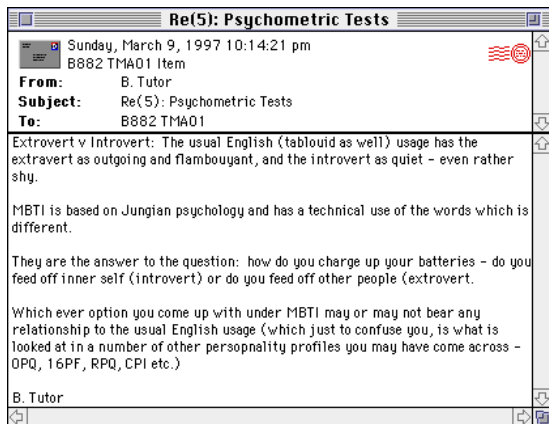 Re(5): Psychometric Tests
Sunday, March 9, 1997 10:14:21 pm
B882 TMA01 Item
From: B. Tutor
Subject: Re(5): Psychometric Tests
To: B882 TMA01
Extrovert v Introvert: The usual English (tablouid as well) usage has the
extravert as outgoing and flambouyant, and the introvert as quiet - even rather
shy.
MBTI is based on Jungian psychology and has a technical use of the words which is
different.
They are the answer to the question: how do you charge up your batteries - do you
feed off inner self (introvert) or do you feed off other people (extrovert.
Which ever option you come up with under MBTI may or may not bear any
relationship to the usual English usage (which just to confuse you, is what is
looked at in a number of other persopnality profiles you may have come across -
OPQ, 16PF, RPQ, CPI etc.)
B. Tutor